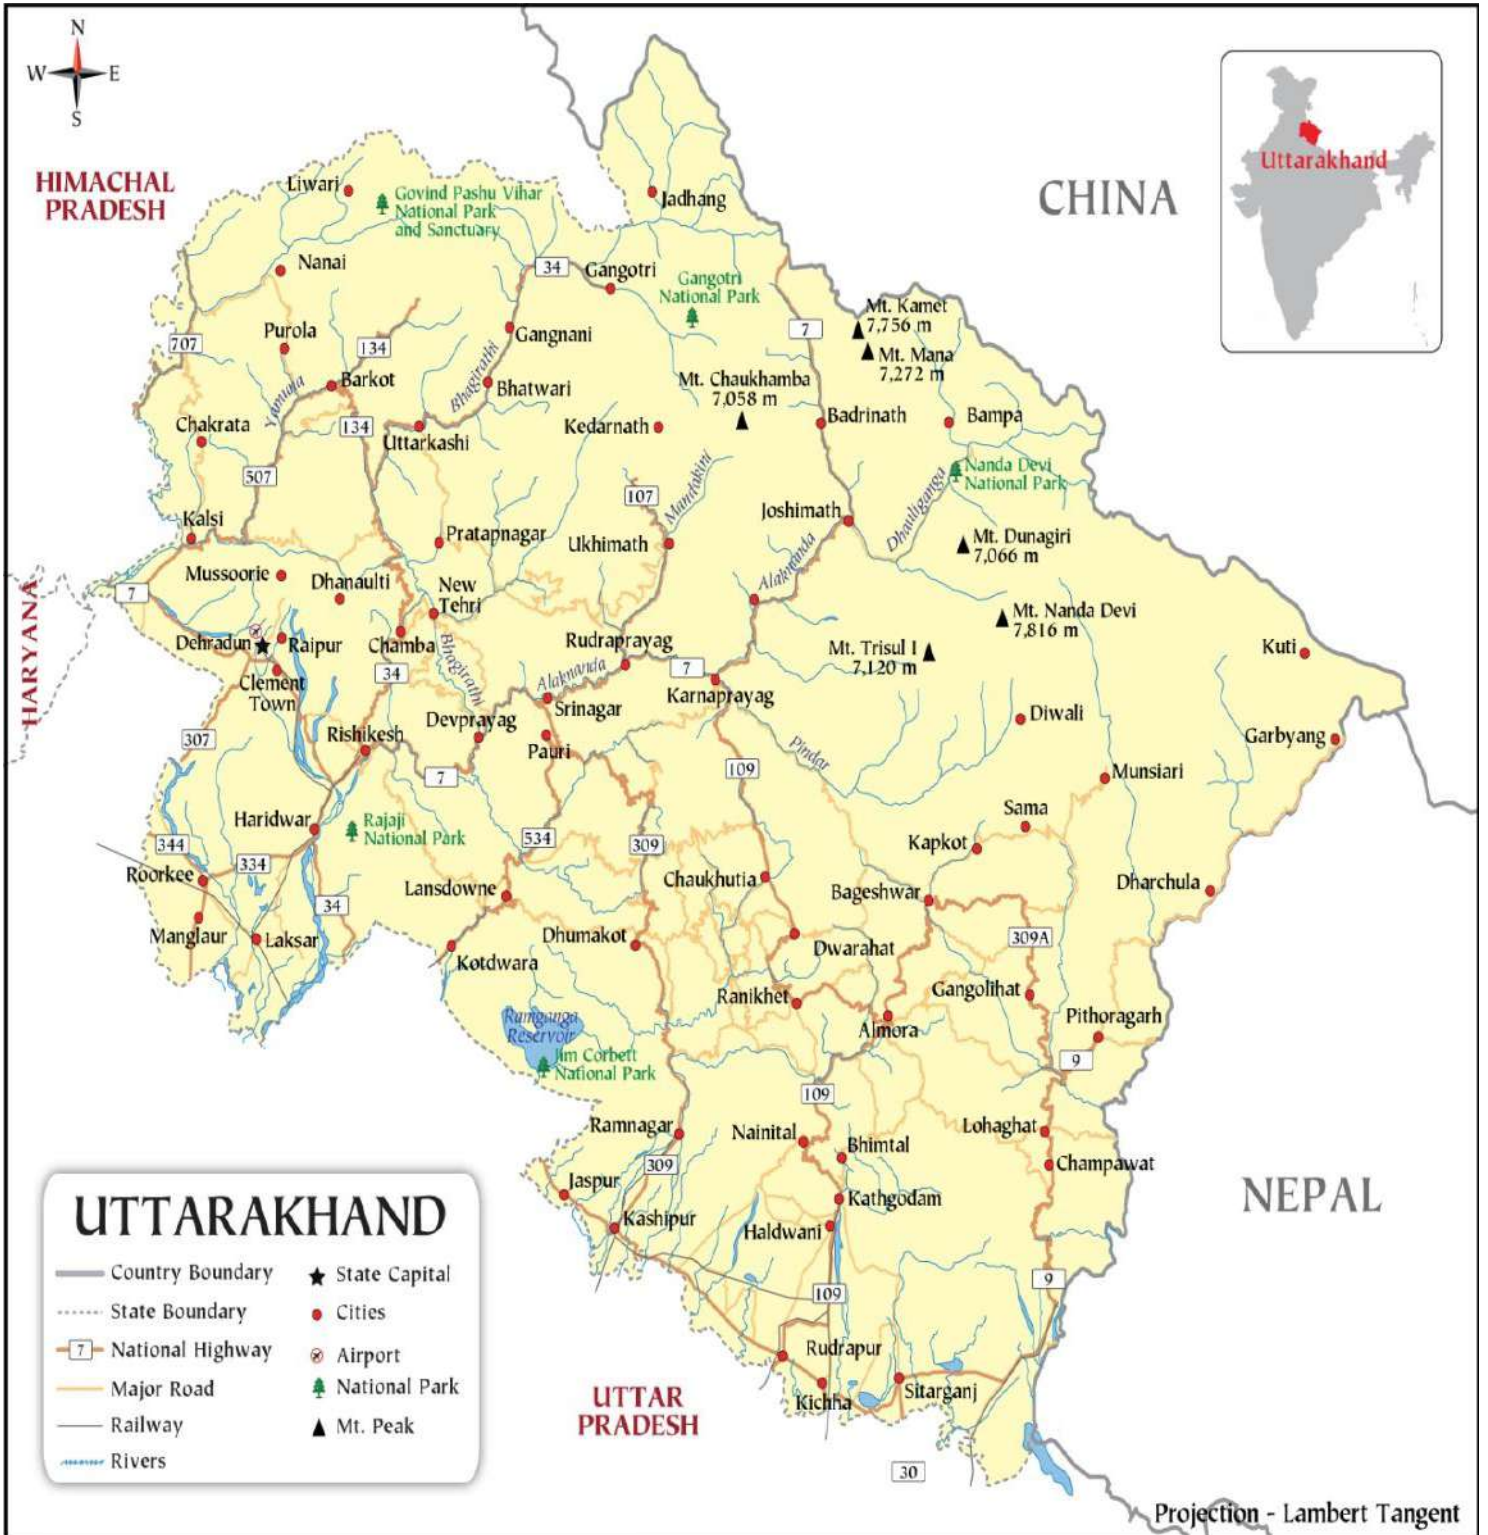 N
W E
S
HIMACHAL
PRADESH
CHINA
Uttarakhand
HARYANA
NEPAL
UTTAR
PRADESH
Liwari
Govind Pashu Vihar
National Park
and Sanctuary
Jadhang
Nanai
34
Gangotri
Gangotri
National Park
Mt. Kamet
7,756 m
Purola
134
Gangnani
7
707
Mt. Mana
7,272 m
Barkot
Bhagirathi
Bhatwari
Mt. Chaukhamba
7,058 m
Yamuna
Chakrata
134
Uttarkashi
Kedarnath
Badrinath
Bampa
507
107
Mandakini
Nanda Devi
National Park
Dhauliganga
Kalsi
Pratapnagar
Ukhimath
Joshimath
Mt. Dunagiri
7,066 m
Mussoorie
Dhanaulti
New
Tehri
Alaknanda
7
Mt. Nanda Devi
7,816 m
Dehradun
Raipur
Chamba
Bhagirathi
Rudraprayag
Mt. Trisul I
7,120 m
Kuti
Clement
Town
34
Alaknanda
7
Karnaprayag
Srinagar
Devprayag
Diwali
Garbyang
307
Rishikesh
Pauri
Pindar
7
109
Munsiari
Haridwar
Rajaji
National Park
Sama
344
334
534
309
Kapkot
Roorkee
Lansdowne
Chaukhutia
Bageshwar
Dharchula
34
Manglaur
Laksar
Kotdwara
Dhumakot
Dwarahat
309A
Ranikhet
Gangolihat
Ramganga
Reservoir
Almora
Pithoragarh
Jim Corbett
National Park
9
109
Ramnagar
Nainital
Bhimtal
Lohaghat
309
Champawat
Jaspur
Kathgodam
Kashipur
Haldwani
9
109
Rudrapur
Kichha
Sitarganj
30
UTTARAKHAND
Country Boundary
State Capital
State Boundary
Cities
7 National Highway
Airport
Major Road
National Park
Railway
Mt. Peak
Rivers
Projection - Lambert Tangent